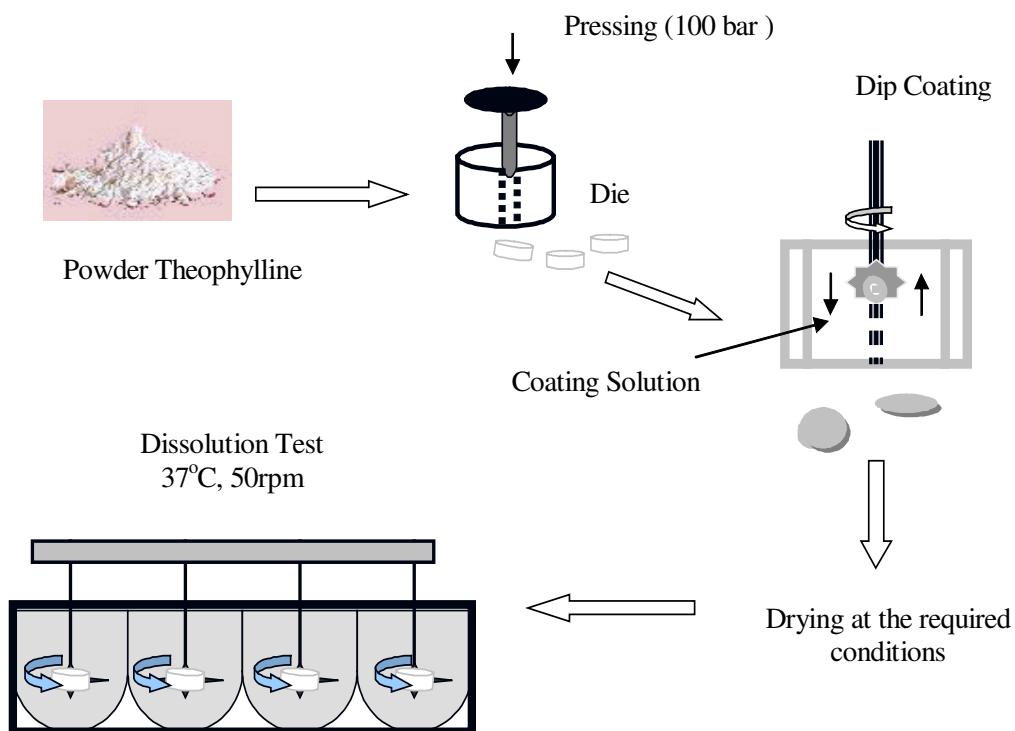 Pressing (100 bar )
Dip Coating
Die
Powder Theophylline
Coating Solution
Dissolution Test
37°C, 50rpm
Drying at the required
conditions